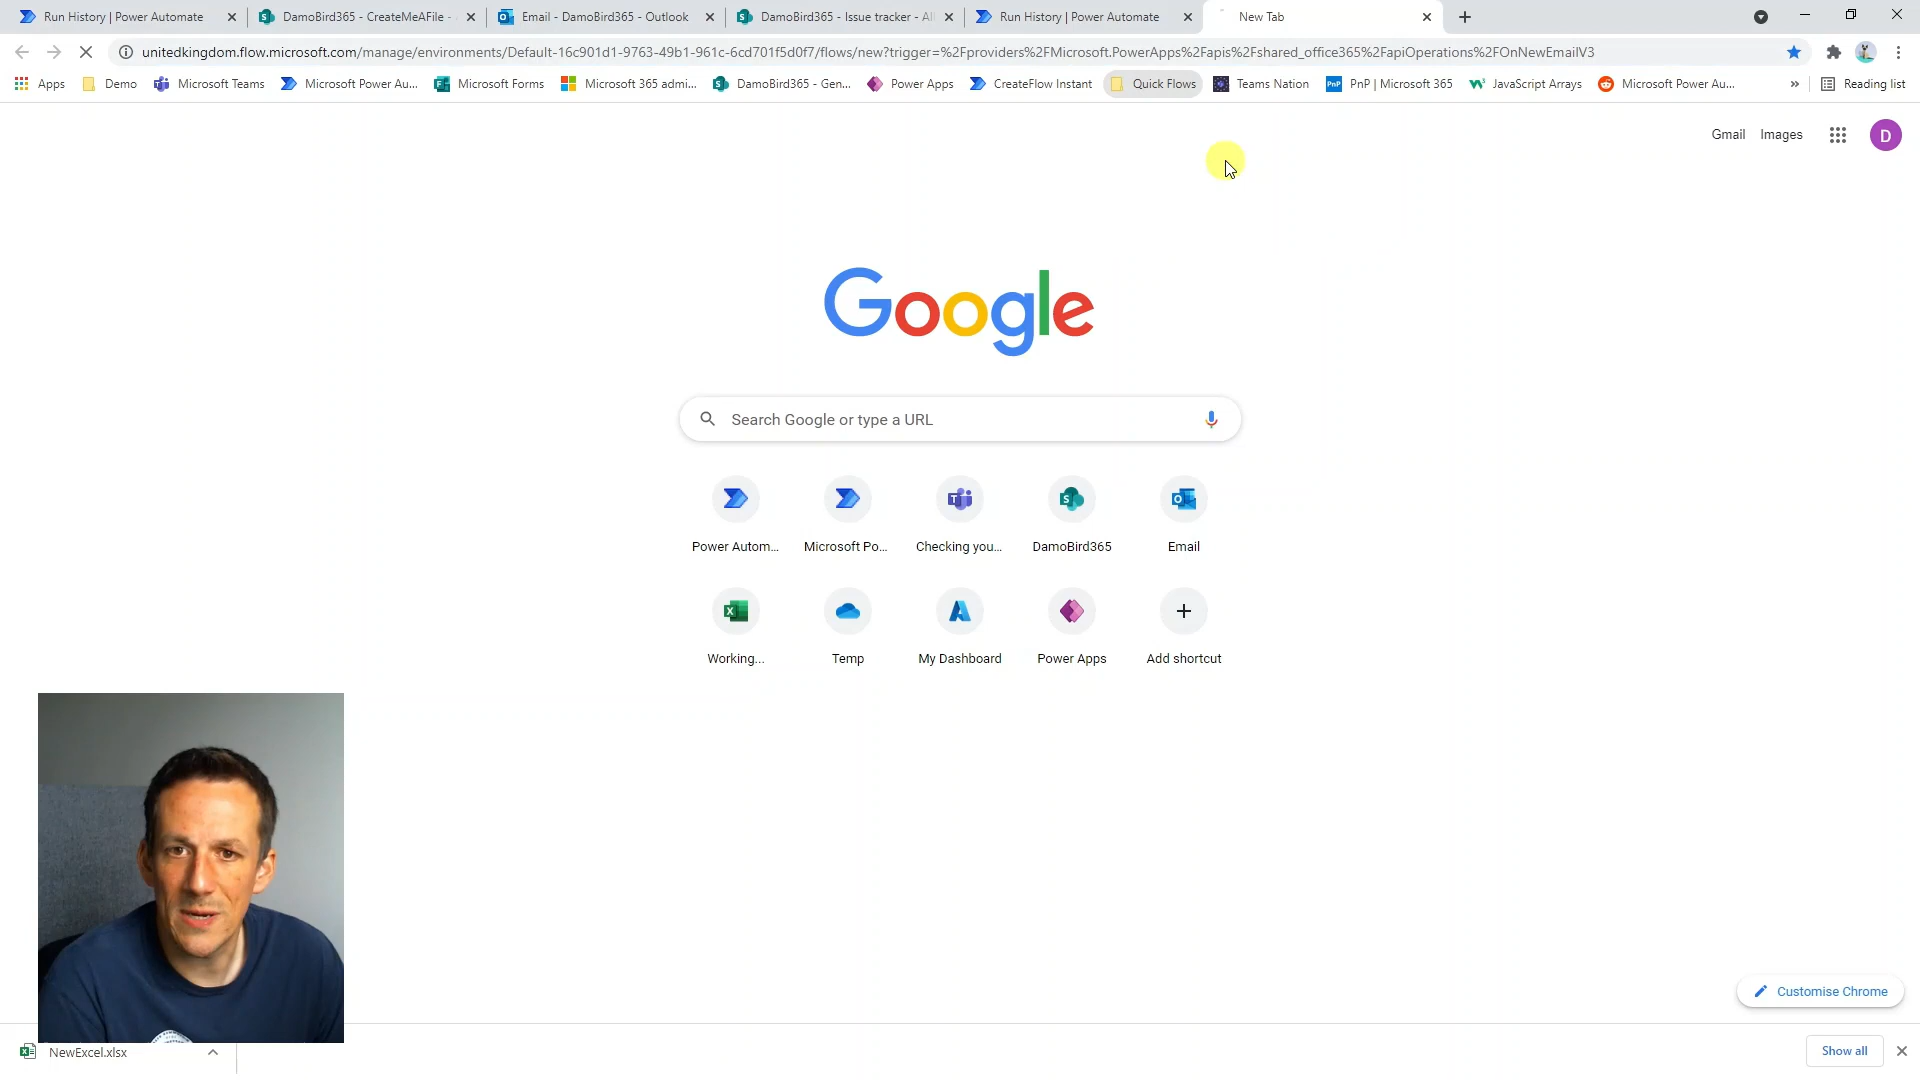 Run History | Power Automate
DamoBird365 - CreateMeAFile -
Email - DamoBird365 - Outlook
DamoBird365 - Issue tracker - All
Run History | Power Automate
New Tab
unitedkingdom.flow.microsoft.com/manage/environments/Default-16c901d1-9763-49b1-961c-6cd701f5d0f7/flows/new?trigger=%2Fproviders%2FMicrosoft.PowerApps%2Fapis%2Fshared_office365%2FapiOperations%2FOnNewEmailV3
Apps
Demo
Microsoft Teams
Microsoft Power Au...
Microsoft Forms
Microsoft 365 admi...
DamoBird365 - Gen...
Power Apps
CreateFlow Instant
Quick Flows
Teams Nation
PnP | Microsoft 365
JavaScript Arrays
Microsoft Power Au...
»
Reading list
Gmail
Images
D
Google
Search Google or type a URL
Power Autom...
Microsoft Po...
Checking you...
DamoBird365
Email
Working...
Temp
My Dashboard
Power Apps
Add shortcut
Customise Chrome
NewExcel.xlsx
Show all